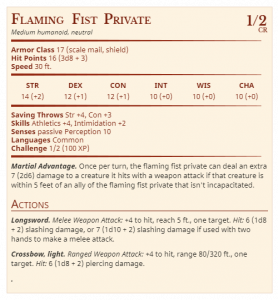 Flaming Fist Private
1/2
CR
Medium humanoid, neutral
Armor Class 17 (scale mail, shield)
Hit Points 16 (3d8 + 3)
Speed 30 ft.
STR DEX CON INT WIS CHA
14 (+2) 12 (+1) 12 (+1) 10 (+0) 10 (+0) 10 (+0)
Saving Throws Str +4, Con +3
Skills Athletics +4, Intimidation +2
Senses passive Perception 10
Languages Common
Challenge 1/2 (100 XP)
Martial Advantage. Once per turn, the flaming fist private can deal an extra
7 (2d6) damage to a creature it hits with a weapon attack if that creature is
within 5 feet of an ally of the flaming fist private that isn't incapacitated.
Actions
Longsword. Melee Weapon Attack: +4 to hit, reach 5 ft., one target. Hit: 6 (1d8
+ 2) slashing damage, or 7 (1d10 + 2) slashing damage if used with two
hands to make a melee attack.
Crossbow, light. Ranged Weapon Attack: +4 to hit, range 80/320 ft., one
target. Hit: 6 (1d8 + 2) piercing damage.
.